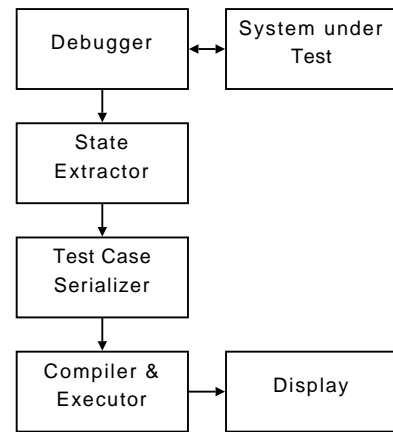 Debugger
System under
Test
State
Extractor
Test Case
Serializer
Compiler &
Executor
Display